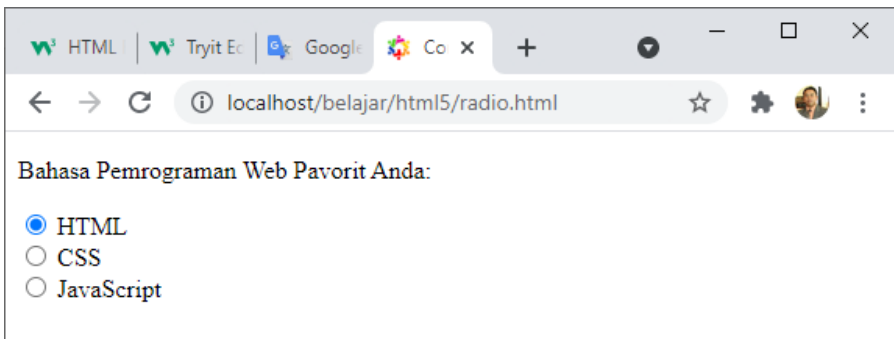 HTML
Tryit Ec
Google
Co
localhost/belajar/html5/radio.html
Bahasa Pemrograman Web Pavorit Anda:
HTML
CSS
JavaScript